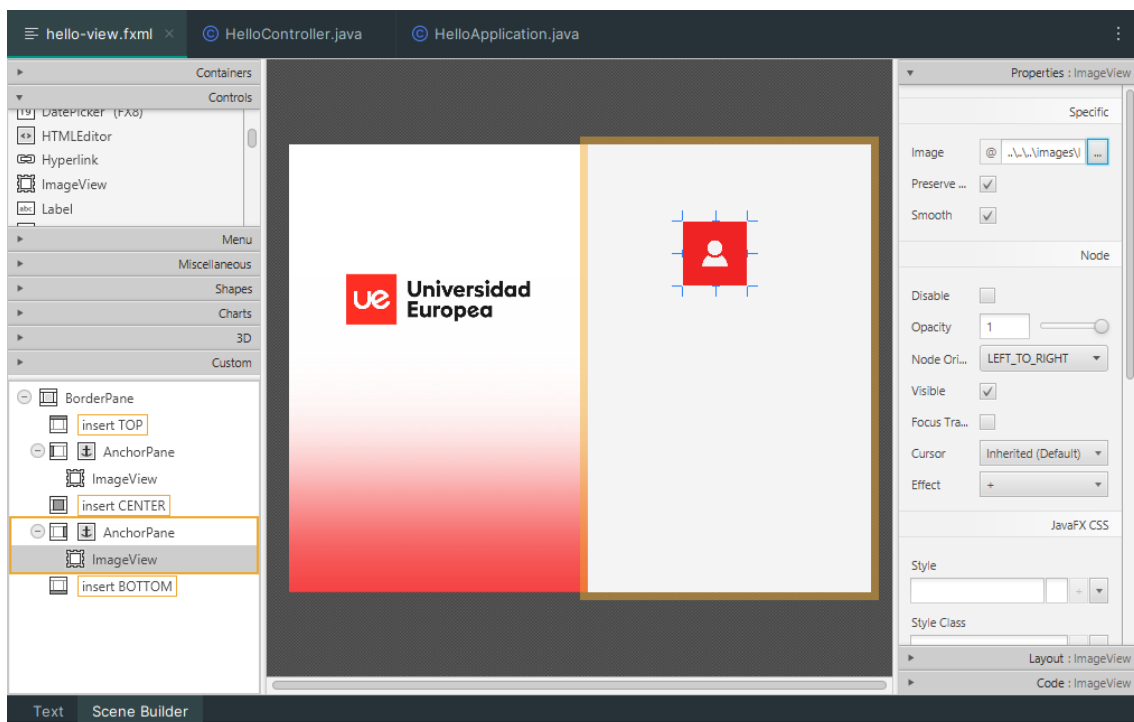 hello-view.fxml
HelloController.java
HelloApplication.java
Containers
Controls
DatePicker (FX8)
HTMLEditor
Hyperlink
ImageView
abc Label
Menu
Miscellaneous
Shapes
Charts
3D
Custom
BorderPane
insert TOP
AnchorPane
ImageView
insert CENTER
AnchorPane
ImageView
insert BOTTOM
ue Universidad
Europea
Properties : ImageView
Specific
Image @ ..\..\..\images\ ...
Preserve ...
Smooth
Node
Disable
Opacity 1
Node Ori... LEFT_TO_RIGHT
Visible
Focus Tra...
Cursor Inherited (Default)
Effect +
JavaFX CSS
Style
+
Style Class
Layout : ImageView
Code : ImageView
Text Scene Builder